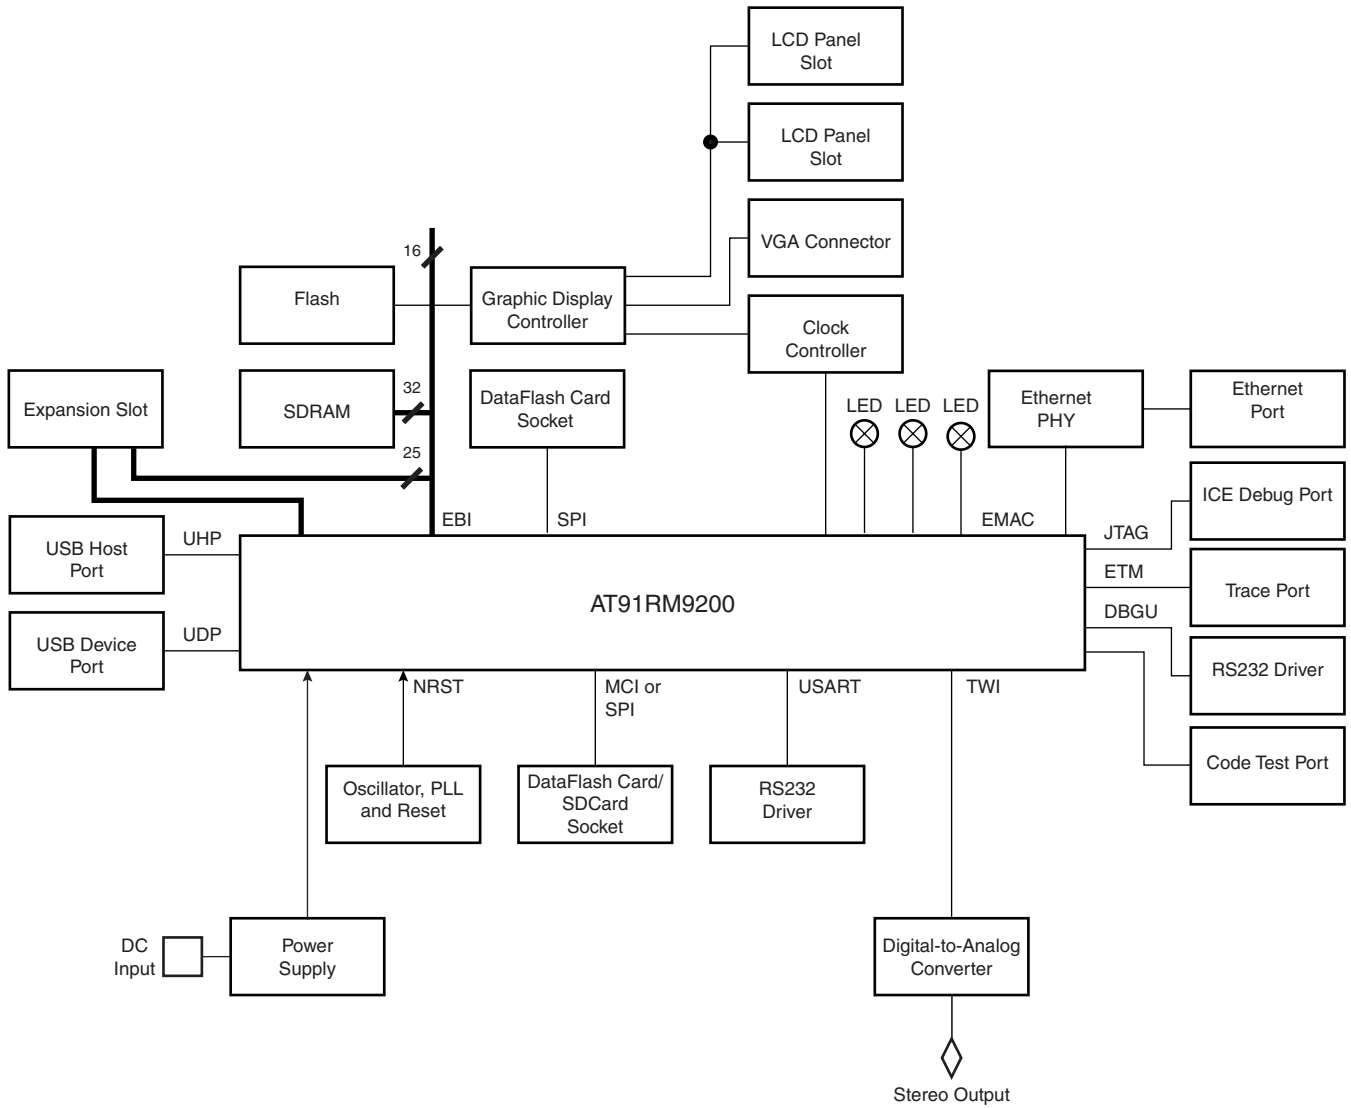 LCD Panel
Slot
LCD Panel
Slot
VGA Connector
16
Flash
Graphic Display
Controller
Clock
Controller
Expansion Slot
SDRAM
32
25
DataFlash Card
Socket
LED
LED
LED
Ethernet
PHY
Ethernet
Port
ICE Debug Port
EBI
SPI
EMAC
JTAG
UHP
USB Host
Port
AT91RM9200
ETM
Trace Port
DBGU
UDP
USB Device
Port
RS232 Driver
NRST
MCI or
SPI
USART
TWI
Code Test Port
Oscillator, PLL
and Reset
DataFlash Card/
SDCard
Socket
RS232
Driver
DC
Input
Power
Supply
Digital-to-Analog
Converter
Stereo Output